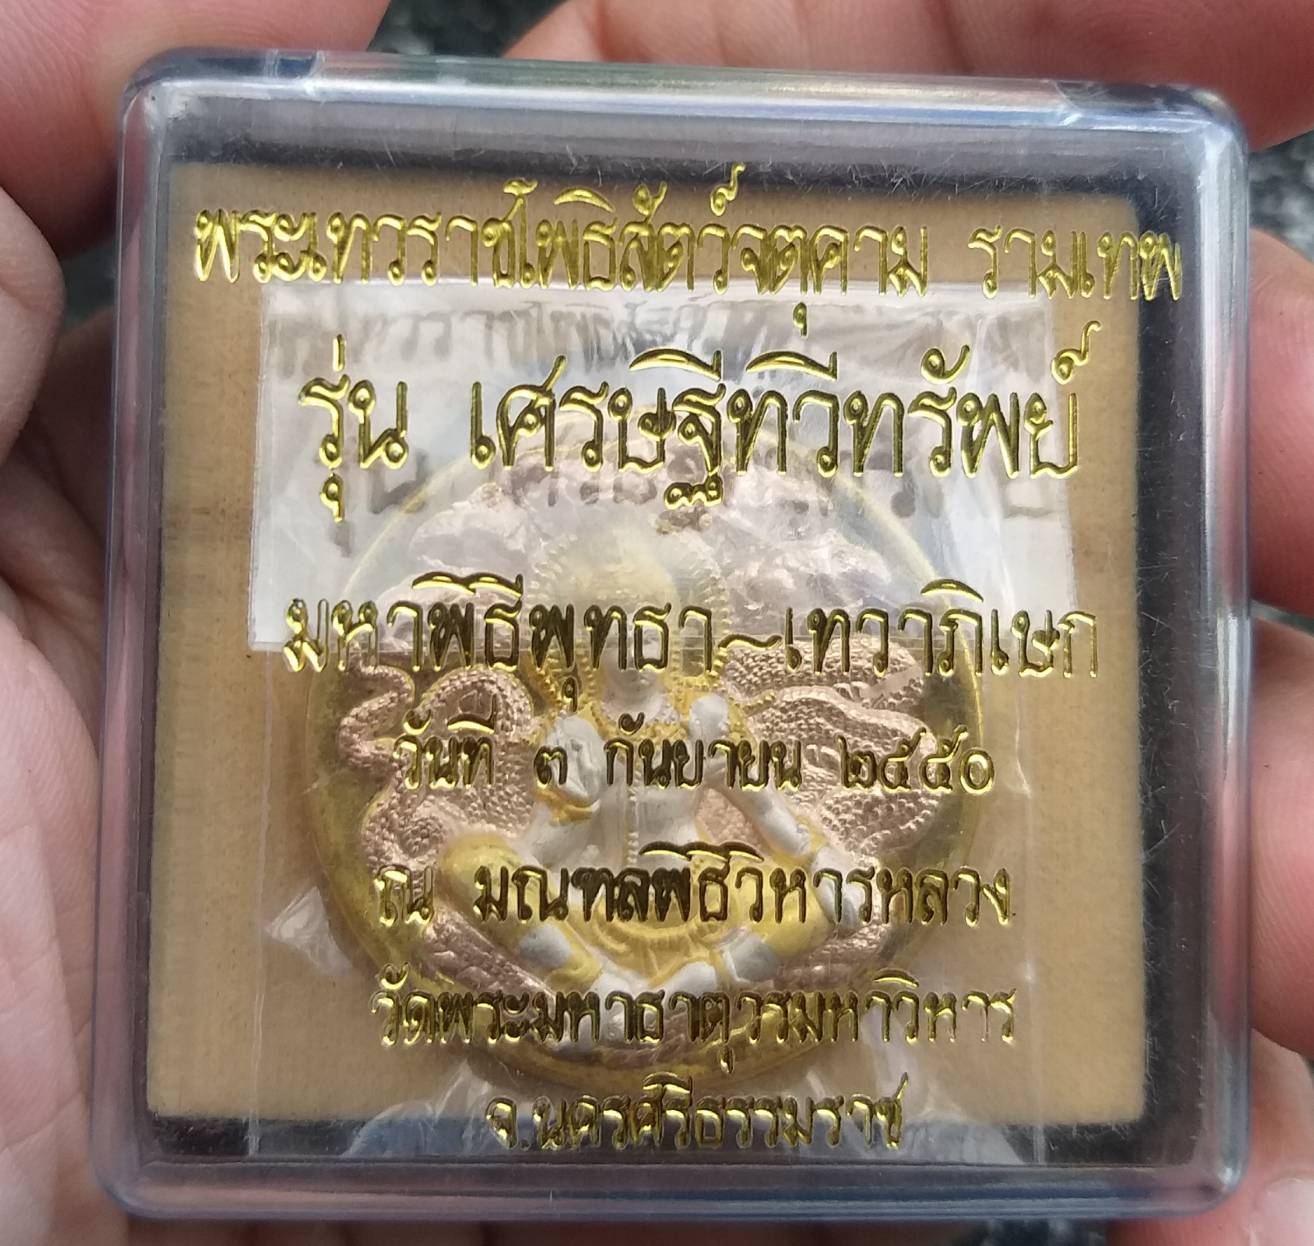 พระเทวราชโพธิสัตว์จตุคาม รามเทพ
รุ่น เศรษฐีทวีทรัพย์
มหาพิธีพุทธา~เทวาภิเษก
วันที่ ๓ กันยายน ๒๕๕๐
ณ มณฑลพิธีวิหารหลวง
วัดพระมหาธาตุวรมหาวิหาร
จ.นครศรีธรรมราช